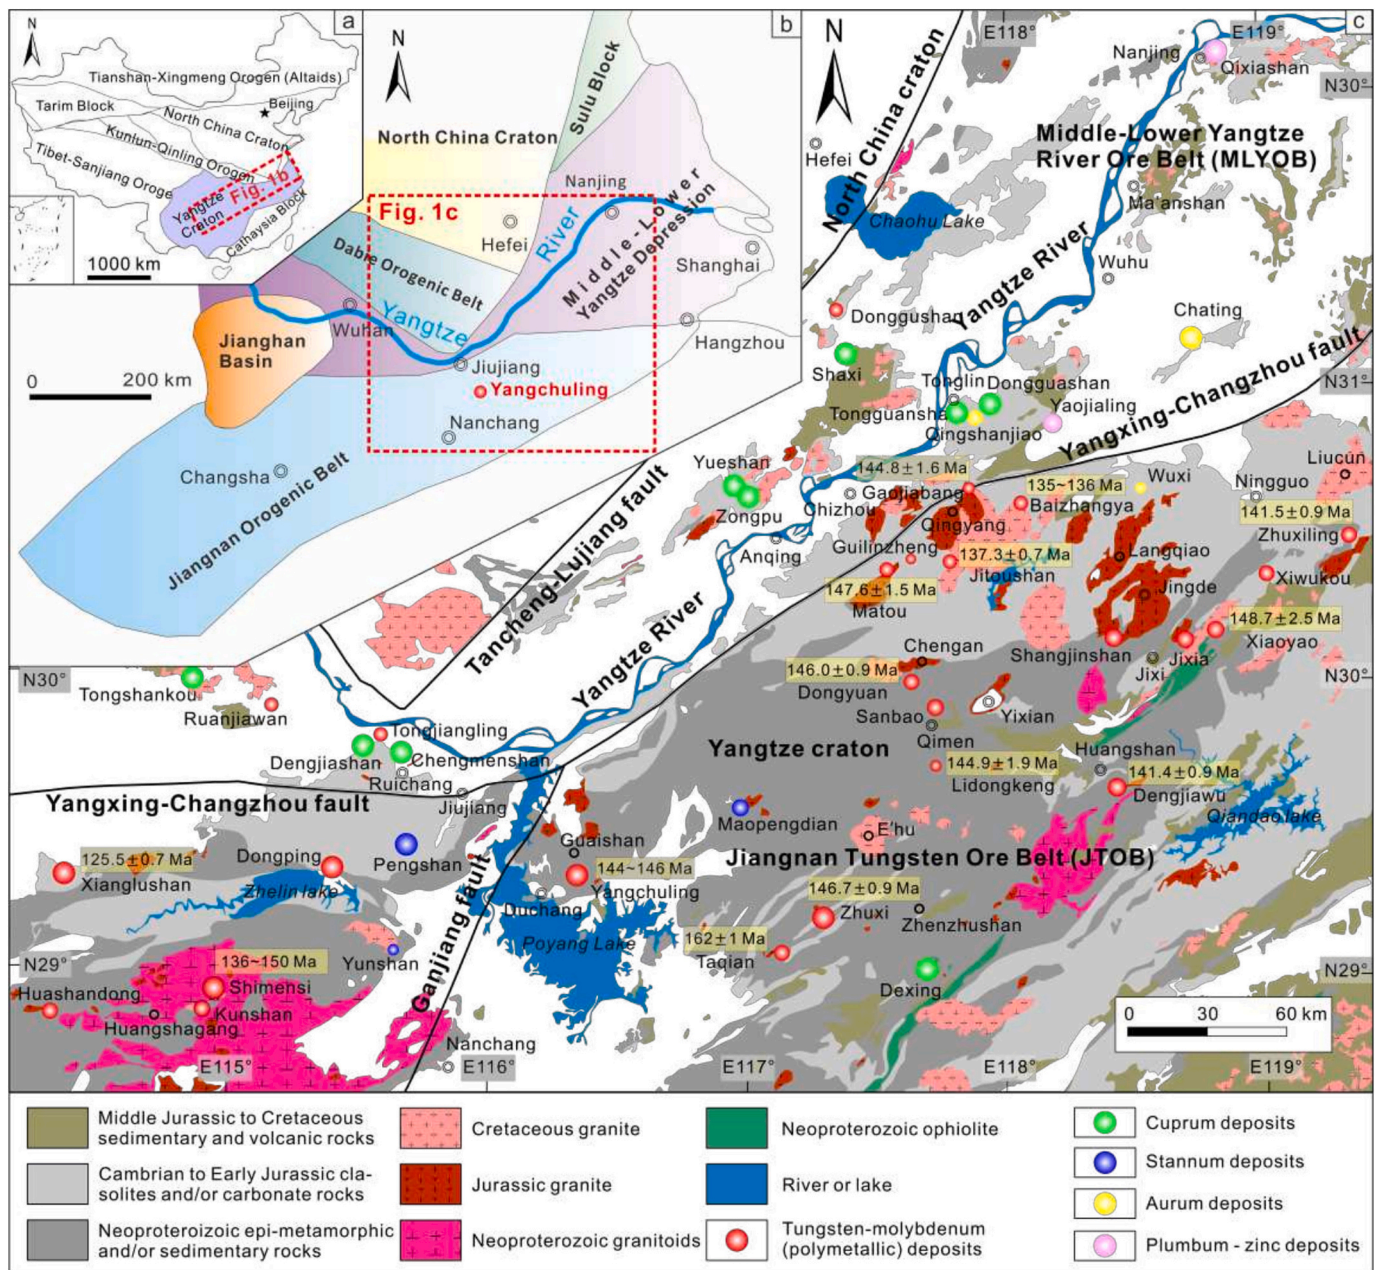 N
a
Tianshan-Xingmeng Orogen (Altaids)
Beijing
Tarim Block
North China Craton
Kunlun-Qinling Orogen
Tibet-Sanjiang Oroge
Fig. 1b
Yangtze
Craton
Cathaysia Block
1000 km
N
b
Sulu Block
North China Craton
Nanjing
Fig. 1c
Hefei
River
Middle-Lower
Yangtze Depression
Shanghai
Dabie Orogenic Belt
Yangtze
Wuhan
Jianghan
Basin
Hangzhou
Jiujiang
0 200 km
Yangchuling
Nanchang
Changsha
Jiangnan Orogenic Belt
c
N
E118°
E119°
Nanjing
Qixiashan
N30°
North China craton
Middle-Lower Yangtze
River Ore Belt (MLYOB)
Hefei
Ma'anshan
Chaohu Lake
Yangtze River
Wuhu
Donggushan
Chating
Shaxi
Tonglin
Dongguashan
N31°
Tongguansha
Yaojialing
Qingshanjiao
Yangxing-Changzhou fault
Yueshan
144.8±1.6 Ma
Wuxi
Liucun
135~136 Ma
Ningguo
Gaojiabang
Zongpu
Chizhou
Baizhangya
141.5±0.9 Ma
Qingyang
Zhuxiling
Anqing
Guilinzheng
137.3±0.7 Ma
Langqiao
Jitoushan
Xiwukou
147.6±1.5 Ma
Jingde
Matou
148.7±2.5 Ma
Tancheng-Lujiang fault
Yangtze River
Chengan
Shangjinshan
Jixia
Xiaoyao
146.0±0.9 Ma
Jixi
N30°
N30°
Tongshankou
Dongyuan
Ruanjiawan
Sanbao
Yixian
Tongjiangling
Qimen
Yangtze craton
Huangshan
Dengjiashan
Chengmenshan
144.9±1.9 Ma
141.4±0.9 Ma
Ruichang
Lidongkeng
Dengjiawu
Yangxing-Changzhou fault
Jiujiang
Maopengdian
Qiandao lake
E'hu
Guaishan
Pengshan
Dongping
125.5±0.7 Ma
Jiangnan Tungsten Ore Belt (JTOB)
144~146 Ma
Xianglushan
Yangchuling
146.7±0.9 Ma
Zhelin lake
Duchang
Zhuxi
Zhenzhushan
Ganjiang fault
Poyang Lake
162±1 Ma
Taqian
Yunshan
N29°
N29°
136~150 Ma
Dexing
Huashandong
Shimensi
Kunshan
Huangshagang
0 30 60 km
Nanchang
E115°
E116°
E117°
E118°
E119°
Middle Jurassic to Cretaceous
sedimentary and volcanic rocks
Cambrian to Early Jurassic cla-
solites and/or carbonate rocks
Neoproteroizoic epi-metamorphic
and/or sedimentary rocks
Cretaceous granite
Jurassic granite
Neoproterozoic granitoids
Neoproterozoic ophiolite
River or lake
Tungsten-molybdenum
(polymetallic) deposits
Cuprum deposits
Stannum deposits
Aurum deposits
Plumbum - zinc deposits